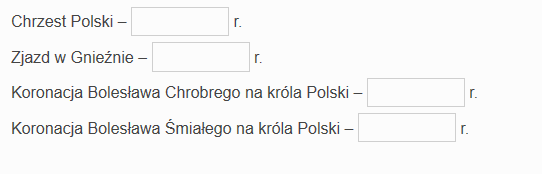 Chrzest Polski – r.
Zjazd w Gnieźnie – r.
Koronacja Bolesława Chrobrego na króla Polski – r.
Koronacja Bolesława Śmiałego na króla Polski – r.